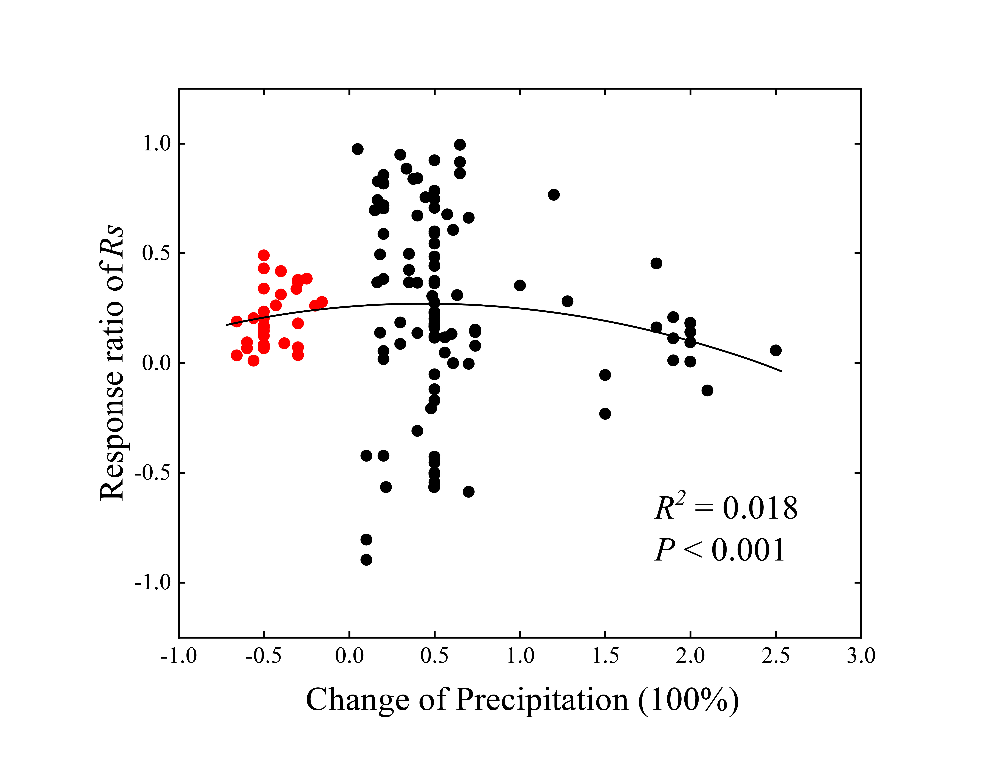 Response ratio of Rs
1.0
0.5
0.0
-0.5
-1.0
R² = 0.018
P < 0.001
-1.0 -0.5 0.0 0.5 1.0 1.5 2.0 2.5 3.0
Change of Precipitation (100%)